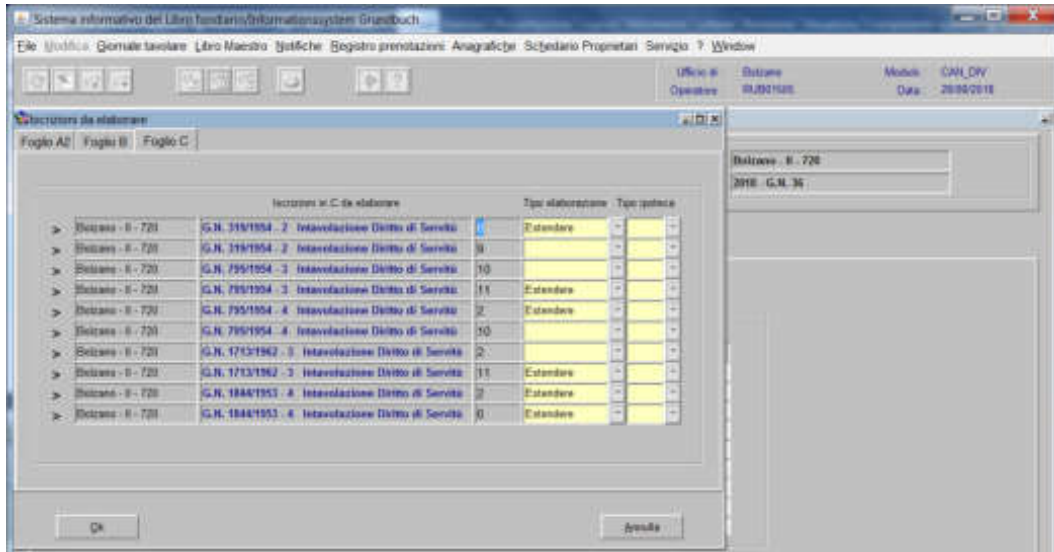 Sistema informativo del Libro fondiario/Informationssystem Grundbuch
File Modifica Giornale tavolare Libro Maestro Notifiche Registro prenotazioni Anagrafiche Schedario Proprietari Servizio ? Window
Ufficio di Bolzano Modulo CAN_DIV
Operatore Data
Iscrizioni da elaborare
Foglio A2 Foglio B Foglio C
Bolzano - II - 720
2018 G.N. 36
Iscrizioni in C da elaborare Tipo elaborazione Tipo ipoteca
> Bolzano - II - 720 G.N. 319/1954 - 2 Intavolazione Diritto di Servitù Estendere
> Bolzano - II - 720 G.N. 319/1954 - 2 Intavolazione Diritto di Servitù 9
> Bolzano - II - 720 G.N. 795/1954 - 3 Intavolazione Diritto di Servitù 10
> Bolzano - II - 720 G.N. 795/1954 - 3 Intavolazione Diritto di Servitù 11 Estendere
> Bolzano - II - 720 G.N. 795/1954 - 4 Intavolazione Diritto di Servitù 2 Estendere
> Bolzano - II - 720 G.N. 795/1954 - 4 Intavolazione Diritto di Servitù 10
> Bolzano - II - 720 G.N. 1713/1962 - 3 Intavolazione Diritto di Servitù 2
> Bolzano - II - 720 G.N. 1713/1962 - 3 Intavolazione Diritto di Servitù 11 Estendere
> Bolzano - II - 720 G.N. 1844/1953 - 4 Intavolazione Diritto di Servitù 2 Estendere
> Bolzano - II - 720 G.N. 1844/1953 - 4 Intavolazione Diritto di Servitù Estendere
Ok Annulla